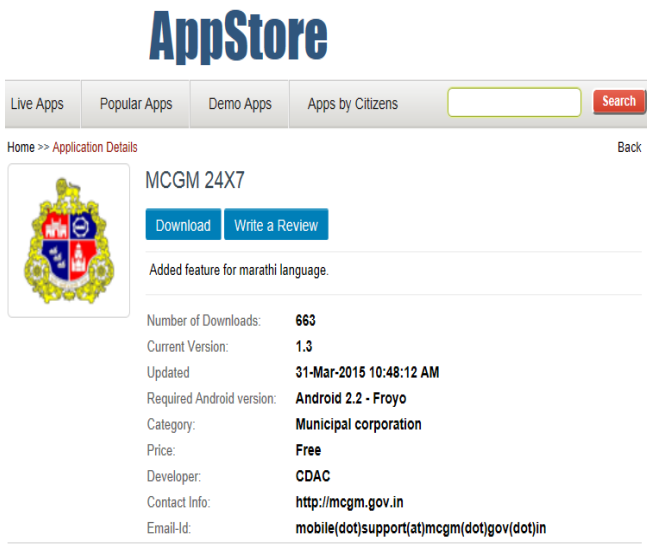 AppStore
Live Apps Popular Apps Demo Apps Apps by Citizens Search
Home >> Application Details Back
MCGM 24X7
Download Write a Review
Added feature for marathi language.
Number of Downloads: 663
Current Version: 1.3
Updated 31-Mar-2015 10:48:12 AM
Required Android version: Android 2.2 - Froyo
Category: Municipal corporation
Price: Free
Developer: CDAC
Contact Info: http://mcgm.gov.in
Email-Id: mobile(dot)support(at)mcgm(dot)gov(dot)in